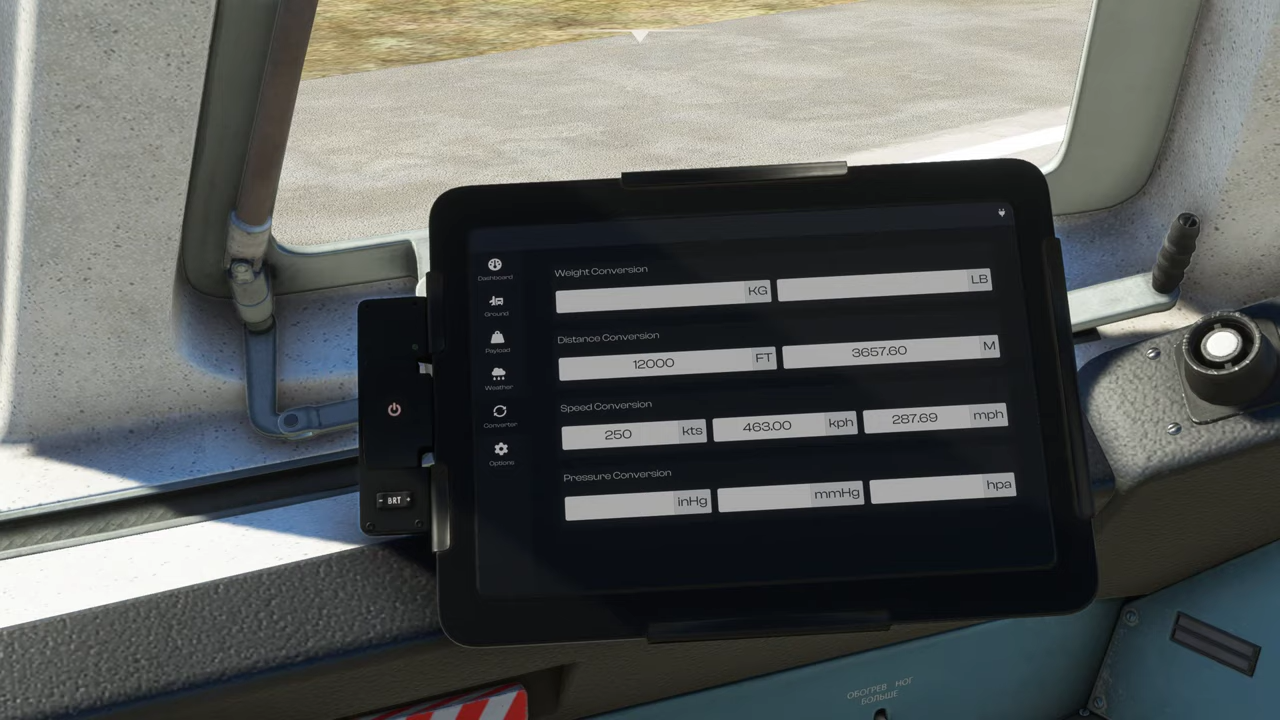 Dashboard
Ground
Payload
Weather
Converter
Options
Weight Conversion
KG
LB
Distance Conversion
12000 FT
3657.60 M
Speed Conversion
250 kts
463.00 kph
287.69 mph
Pressure Conversion
inHg
mmHg
hpa
- BRT +
ОБОГРЕВ НОГ
БОЛЬШЕ